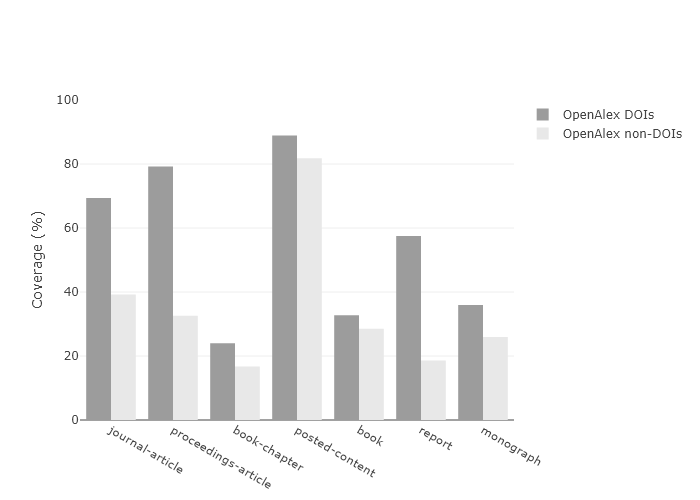 100
80
60
40
20
0
Coverage (%)
journal-article
proceedings-article
book-chapter
posted-content
book
report
monograph
OpenAlex DOIs
OpenAlex non-DOIs